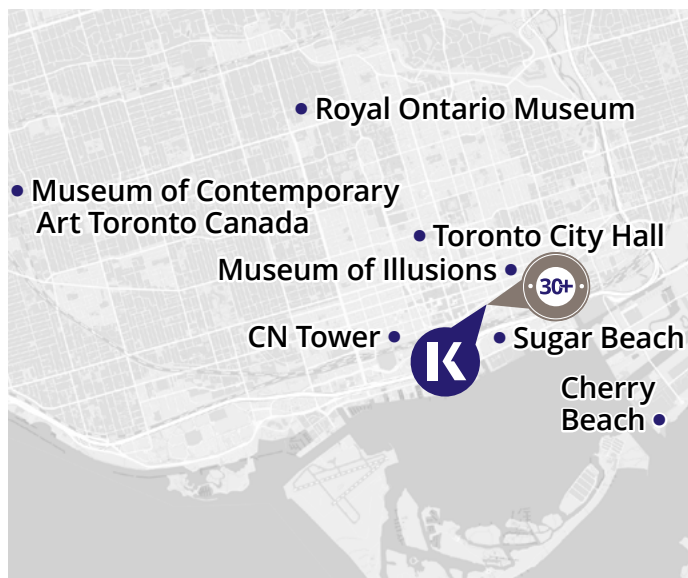 Royal Ontario Museum
Museum of Contemporary
Art Toronto Canada
Toronto City Hall
Museum of Illusions
30+
CN Tower
K
Sugar Beach
Cherry
Beach